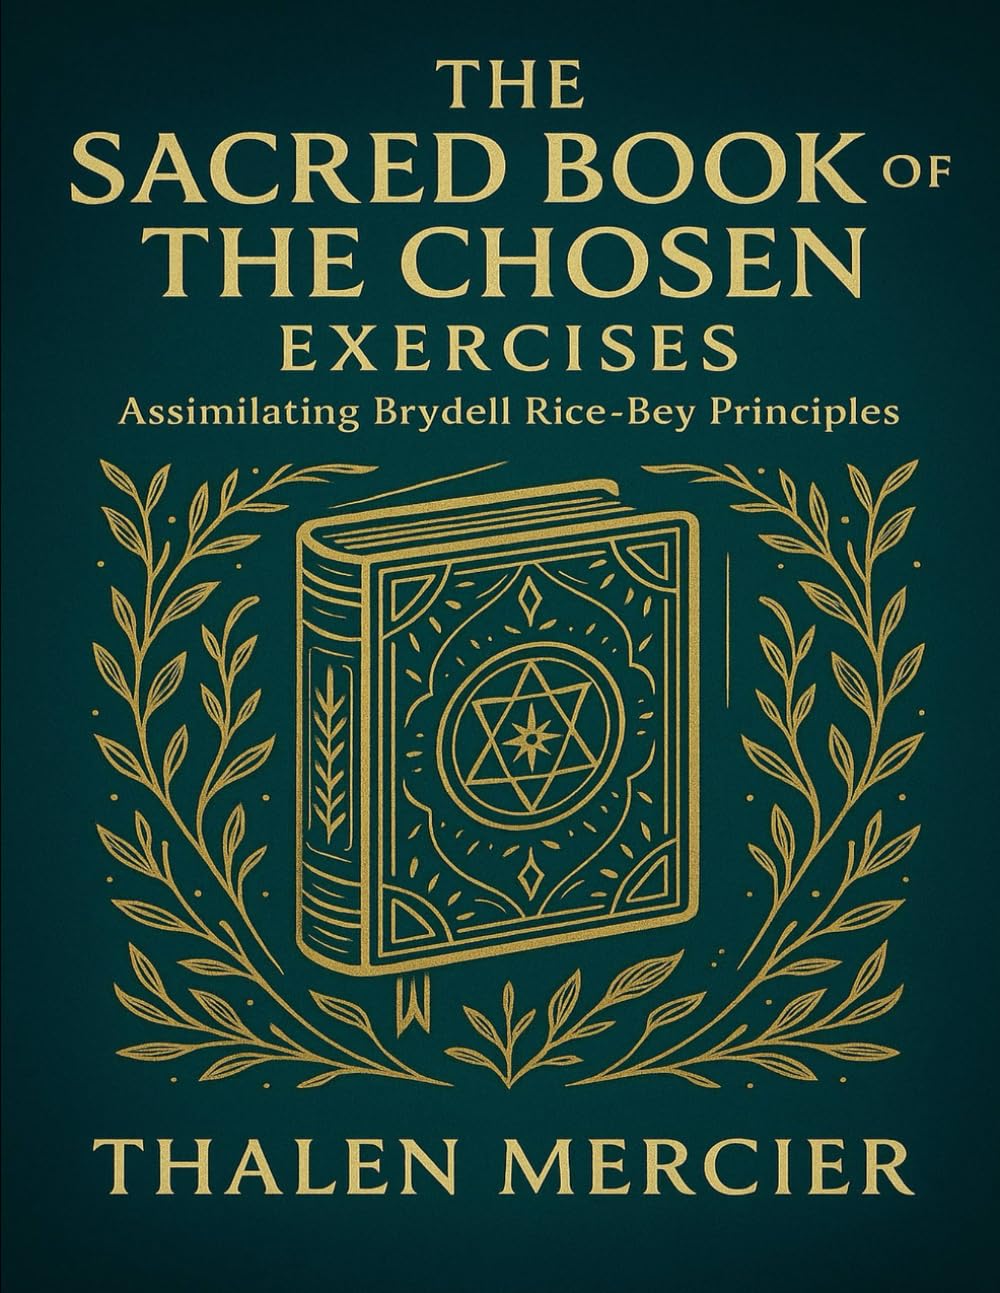 THE
SACRED BOOK OF
THE CHOSEN
EXERCISES
Assimilating Brydell Rice-Bey Principles
THALEN MERCIER